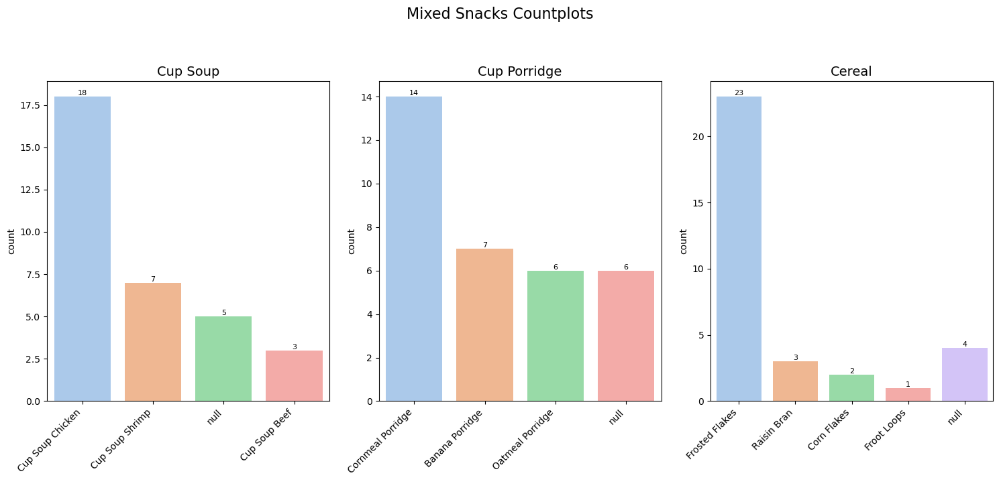 Mixed Snacks Countplots
Cup Soup
count
17.5
15.0
12.5
10.0
7.5
5.0
2.5
0.0
18
7
5
3
Cup Soup Chicken
Cup Soup Shrimp
null
Cup Soup Beef
Cup Porridge
count
14
12
10
8
6
4
2
0
14
7
6
6
Cornmeal Porridge
Banana Porridge
Oatmeal Porridge
null
Cereal
count
20
15
10
5
0
23
3
2
1
4
Frosted Flakes
Raisin Bran
Corn Flakes
Froot Loops
null